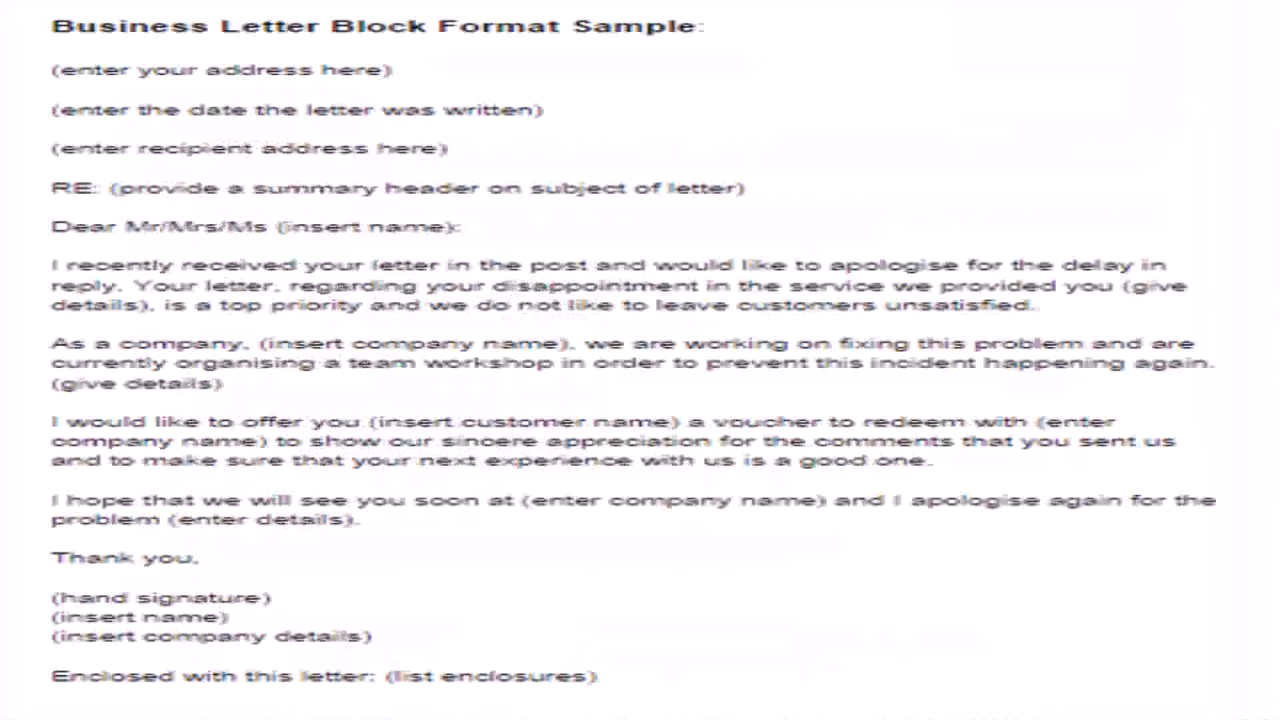 Business Letter Block Format Sample:
(enter your address here)
(enter the date the letter was written)
(enter recipient address here)
RE: (provide a summary header on subject of letter)
Dear Mr/Mrs/Ms (insert name):
I recently received your letter in the post and would like to apologise for the delay in
reply. Your letter, regarding your disappointment in the service we provided you (give
details), is a top priority and we do not like to leave customers unsatisfied.
As a company, (insert company name), we are working on fixing this problem and are
currently organising a team workshop in order to prevent this incident happening again.
(give details)
I would like to offer you (insert customer name) a voucher to redeem with (enter
company name) to show our sincere appreciation for the comments that you sent us
and to make sure that your next experience with us is a good one.
I hope that we will see you soon at (enter company name) and I apologise again for the
problem (enter details).
Thank you,
(hand signature)
(insert name)
(insert company details)
Enclosed with this letter: (list enclosures)